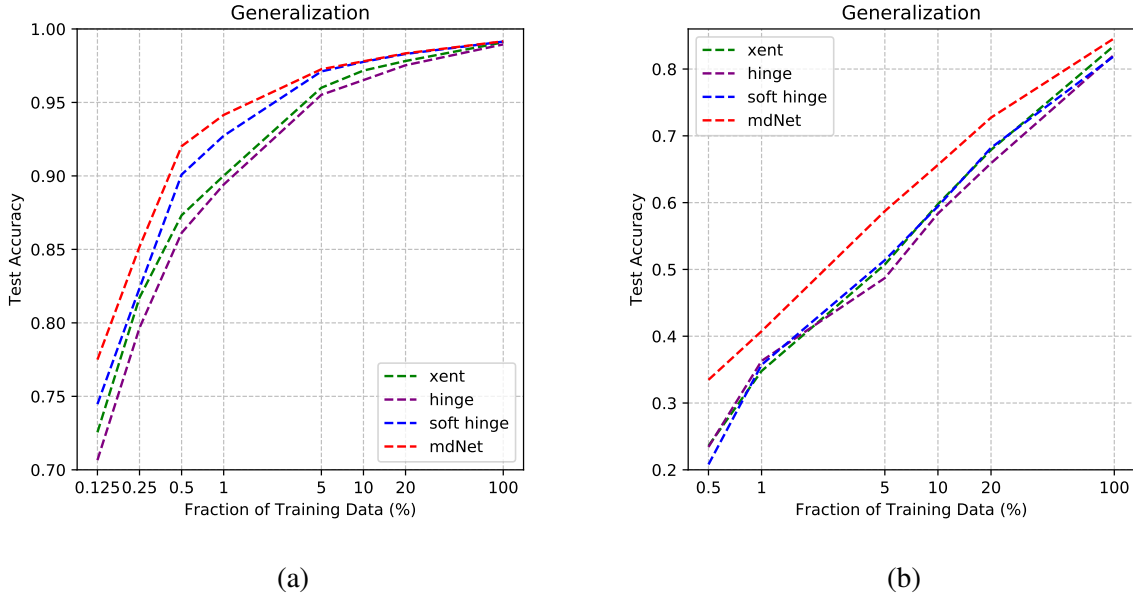 Generalization
1.00
0.95
0.90
0.85
0.80
0.75
0.70
Test Accuracy
xent
hinge
soft hinge
mdNet
0.125 0.25 0.5 1 5 10 20 100
Fraction of Training Data (%)
(a)
Generalization
xent
hinge
soft hinge
mdNet
0.8
0.7
0.6
0.5
0.4
0.3
0.2
Test Accuracy
0.5 1 5 10 20 100
Fraction of Training Data (%)
(b)